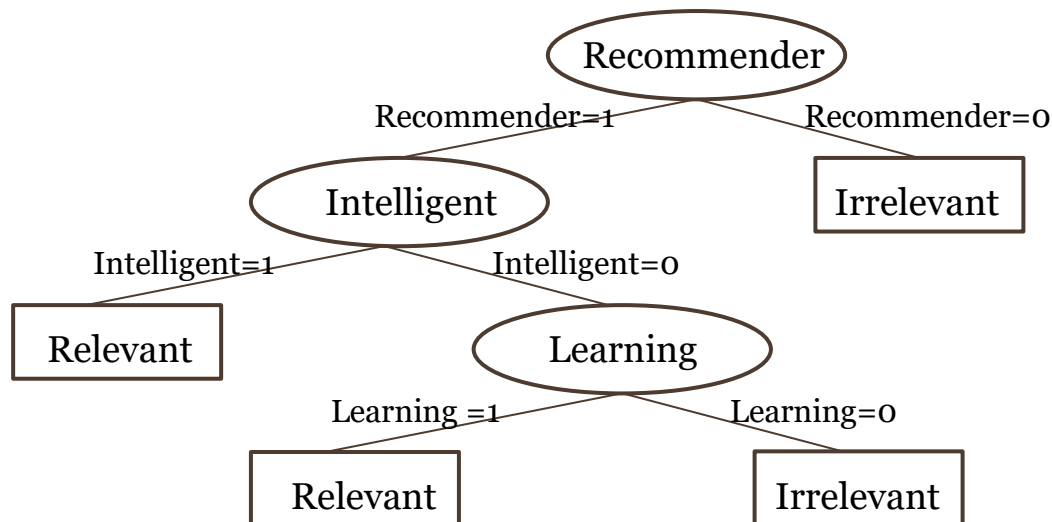 Recommender
Recommender=1
Recommender=0
Intelligent
Irrelevant
Intelligent=1
Intelligent=0
Relevant
Learning
Learning =1
Learning=0
Relevant
Irrelevant